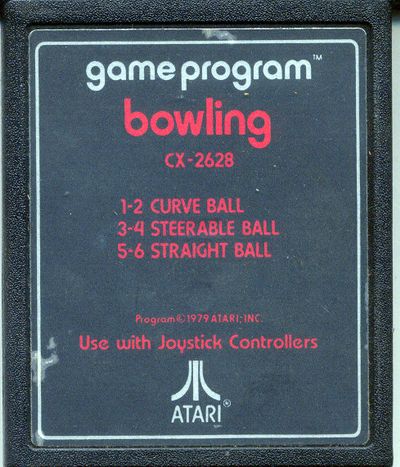 game program™
bowling
CX-2628
1-2 CURVE BALL
3-4 STEERABLE BALL
5-6 STRAIGHT BALL
Program©1979 ATARI, INC.
Use with Joystick Controllers
ATARI®